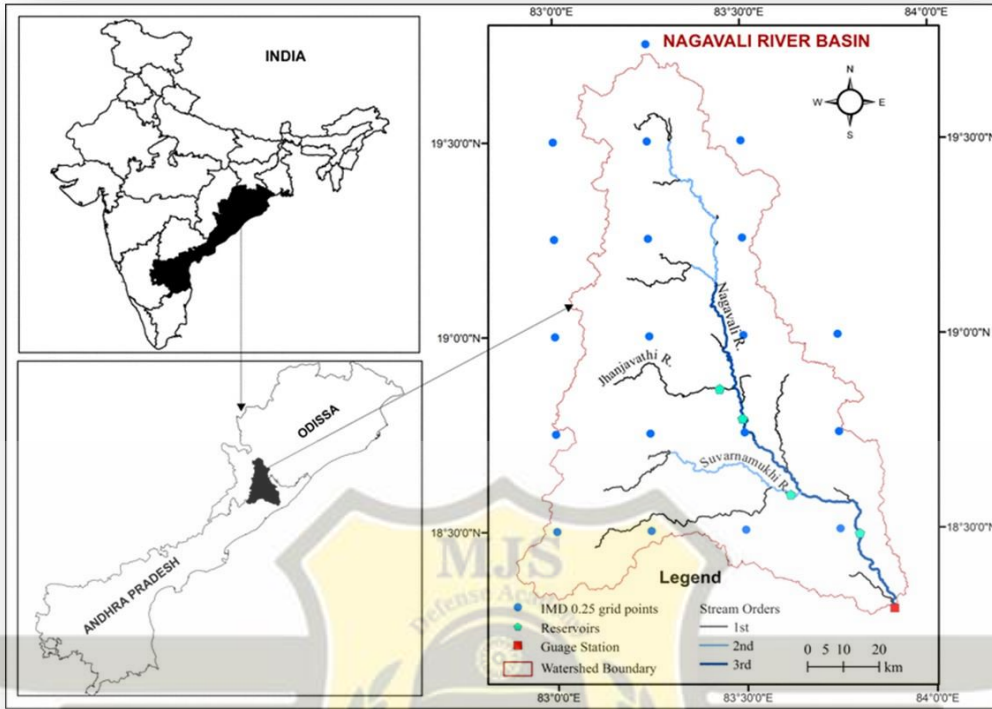 INDIA
ODISSA
ANDHRA PRADESH
83°0'0"E 83°30'0"E 84°0'0"E
NAGAVALI RIVER BASIN
N
W E
S
19°30'0"N 19°30'0"N
19°0'0"N 19°0'0"N
18°30'0"N 18°30'0"N
Nagavali R.
Jhanjavathi R.
Suvarnamukhi R.
Legend
IMD 0.25 grid points
Reservoirs
Guage Station
Watershed Boundary
Stream Orders
1st
2nd
3rd
0 5 10 20
km
83°0'0"E 83°30'0"E 84°0'0"E
MJS
Defense